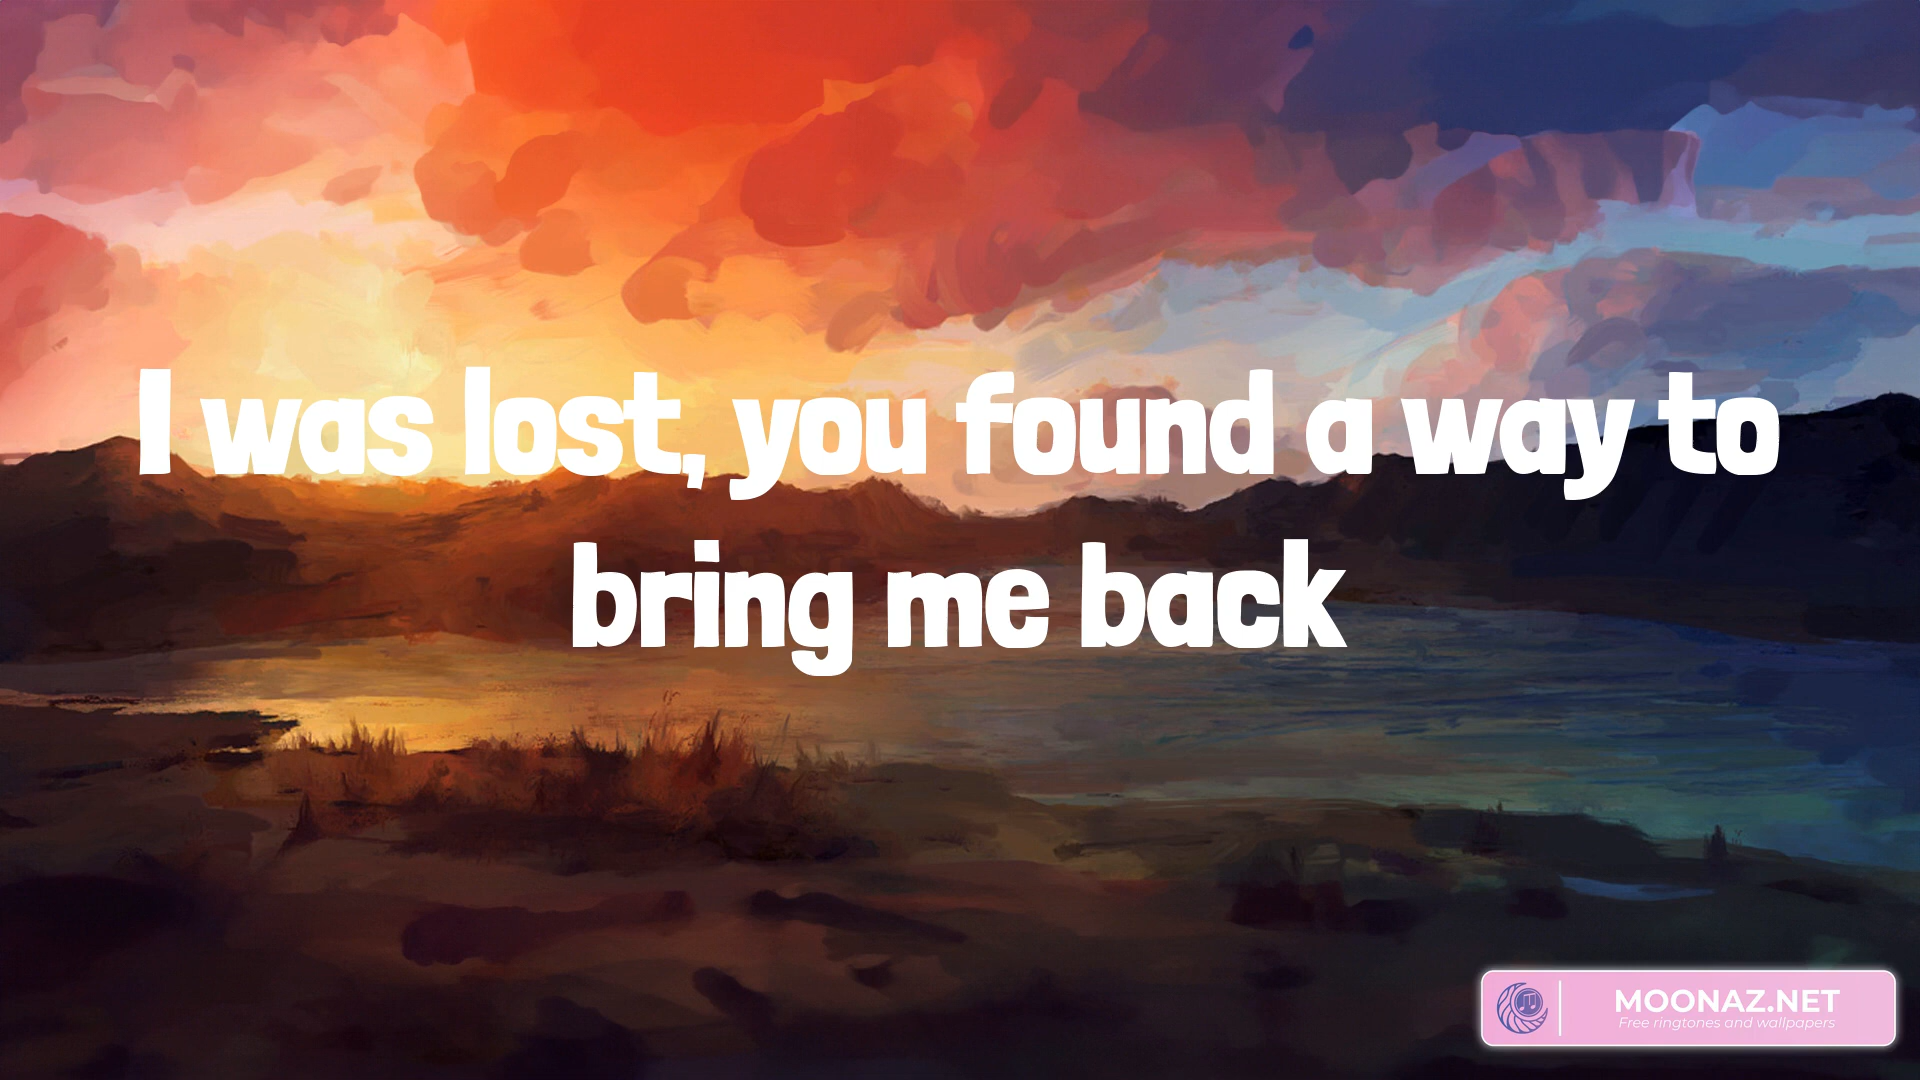 I was lost, you found a way to
bring me back
MOONAZ.NET
Free ringtones and wallpapers